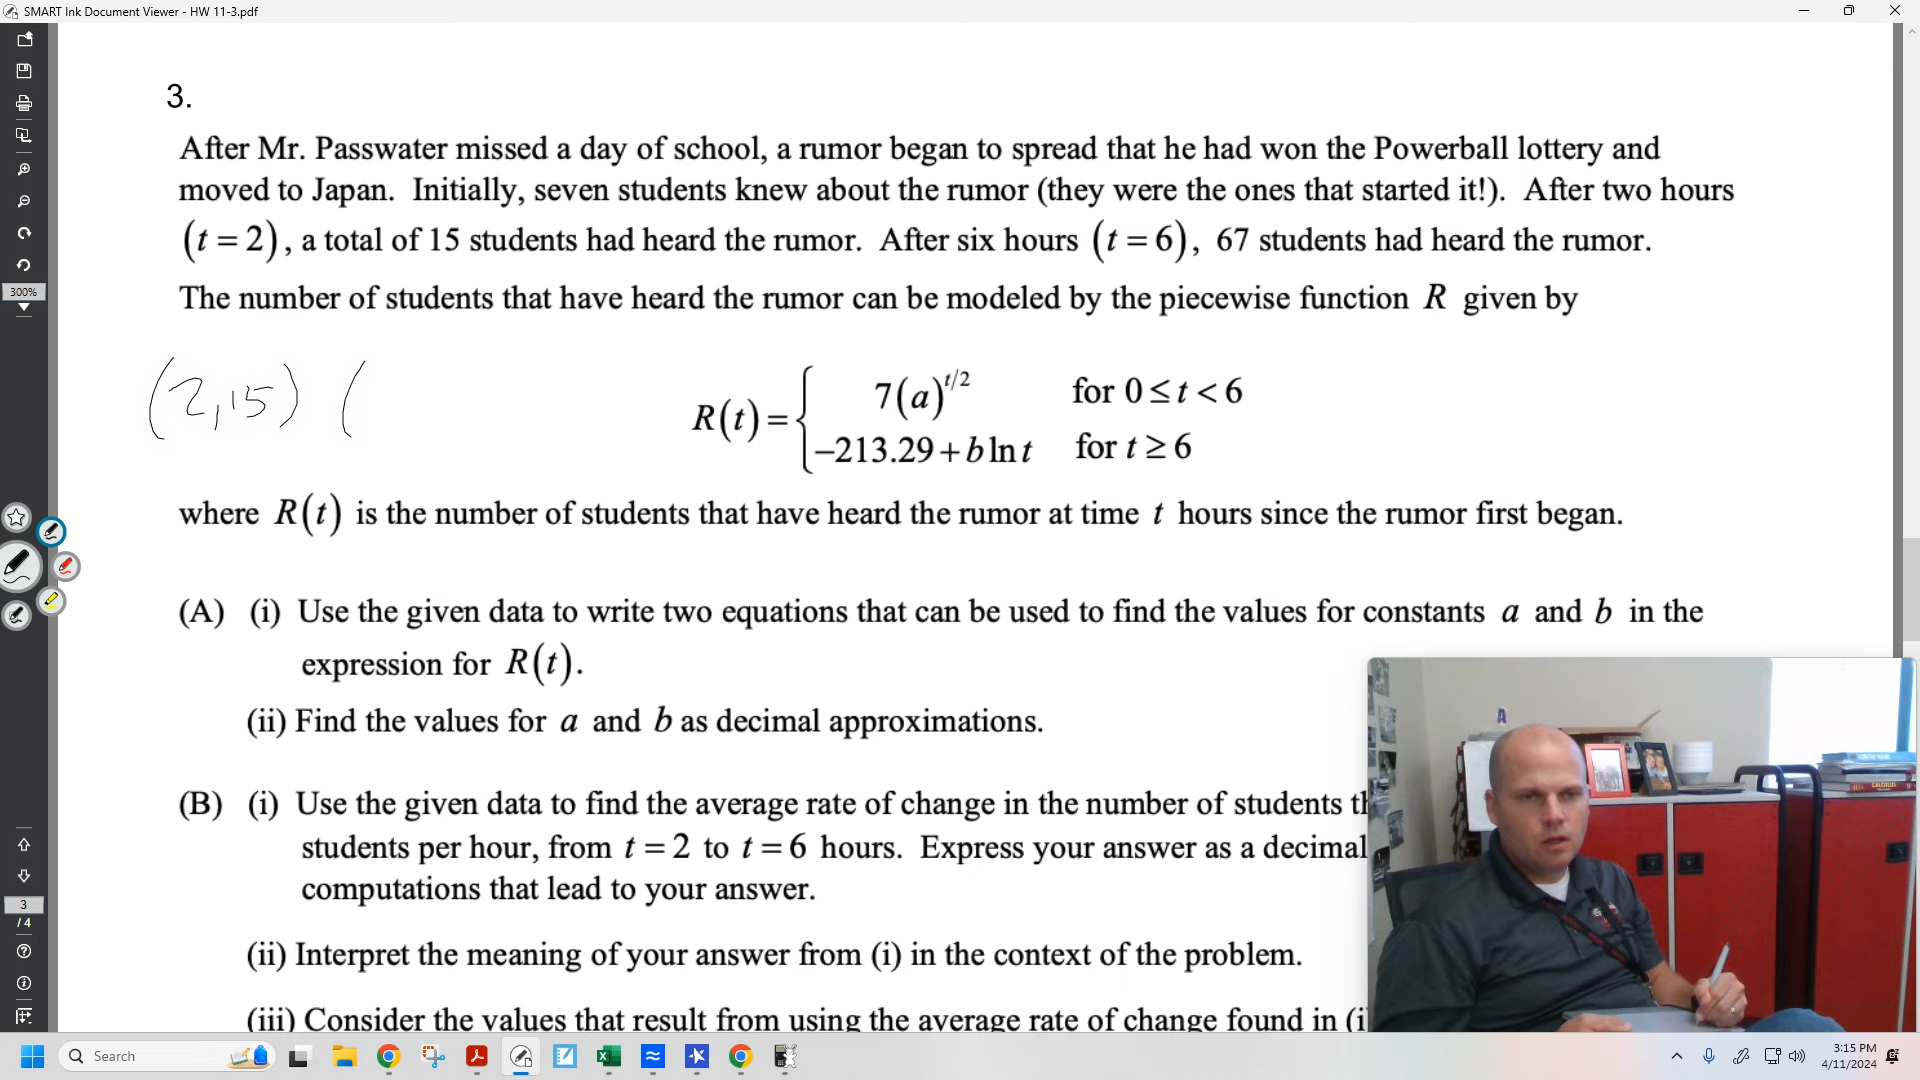 SMART Ink Document Viewer - HW 11-3.pdf
3.
After Mr. Passwater missed a day of school, a rumor began to spread that he had won the Powerball lottery and
moved to Japan. Initially, seven students knew about the rumor (they were the ones that started it!). After two hours
(t = 2), a total of 15 students had heard the rumor. After six hours (t = 6), 67 students had heard the rumor.
The number of students that have heard the rumor can be modeled by the piecewise function R given by
(2,15) (
R(t) = { 7(a)^{t/2} for 0 ≤ t < 6
−213.29 + b ln t for t ≥ 6
where R(t) is the number of students that have heard the rumor at time t hours since the rumor first began.
(A) (i) Use the given data to write two equations that can be used to find the values for constants a and b in the
expression for R(t).
(ii) Find the values for a and b as decimal approximations.
(B) (i) Use the given data to find the average rate of change in the number of students th
students per hour, from t = 2 to t = 6 hours. Express your answer as a decimal
computations that lead to your answer.
(ii) Interpret the meaning of your answer from (i) in the context of the problem.
(iii) Consider the values that result from using the average rate of change found in (i
300%
3
/ 4
CALCULUS
Search
3:15 PM
4/11/2024